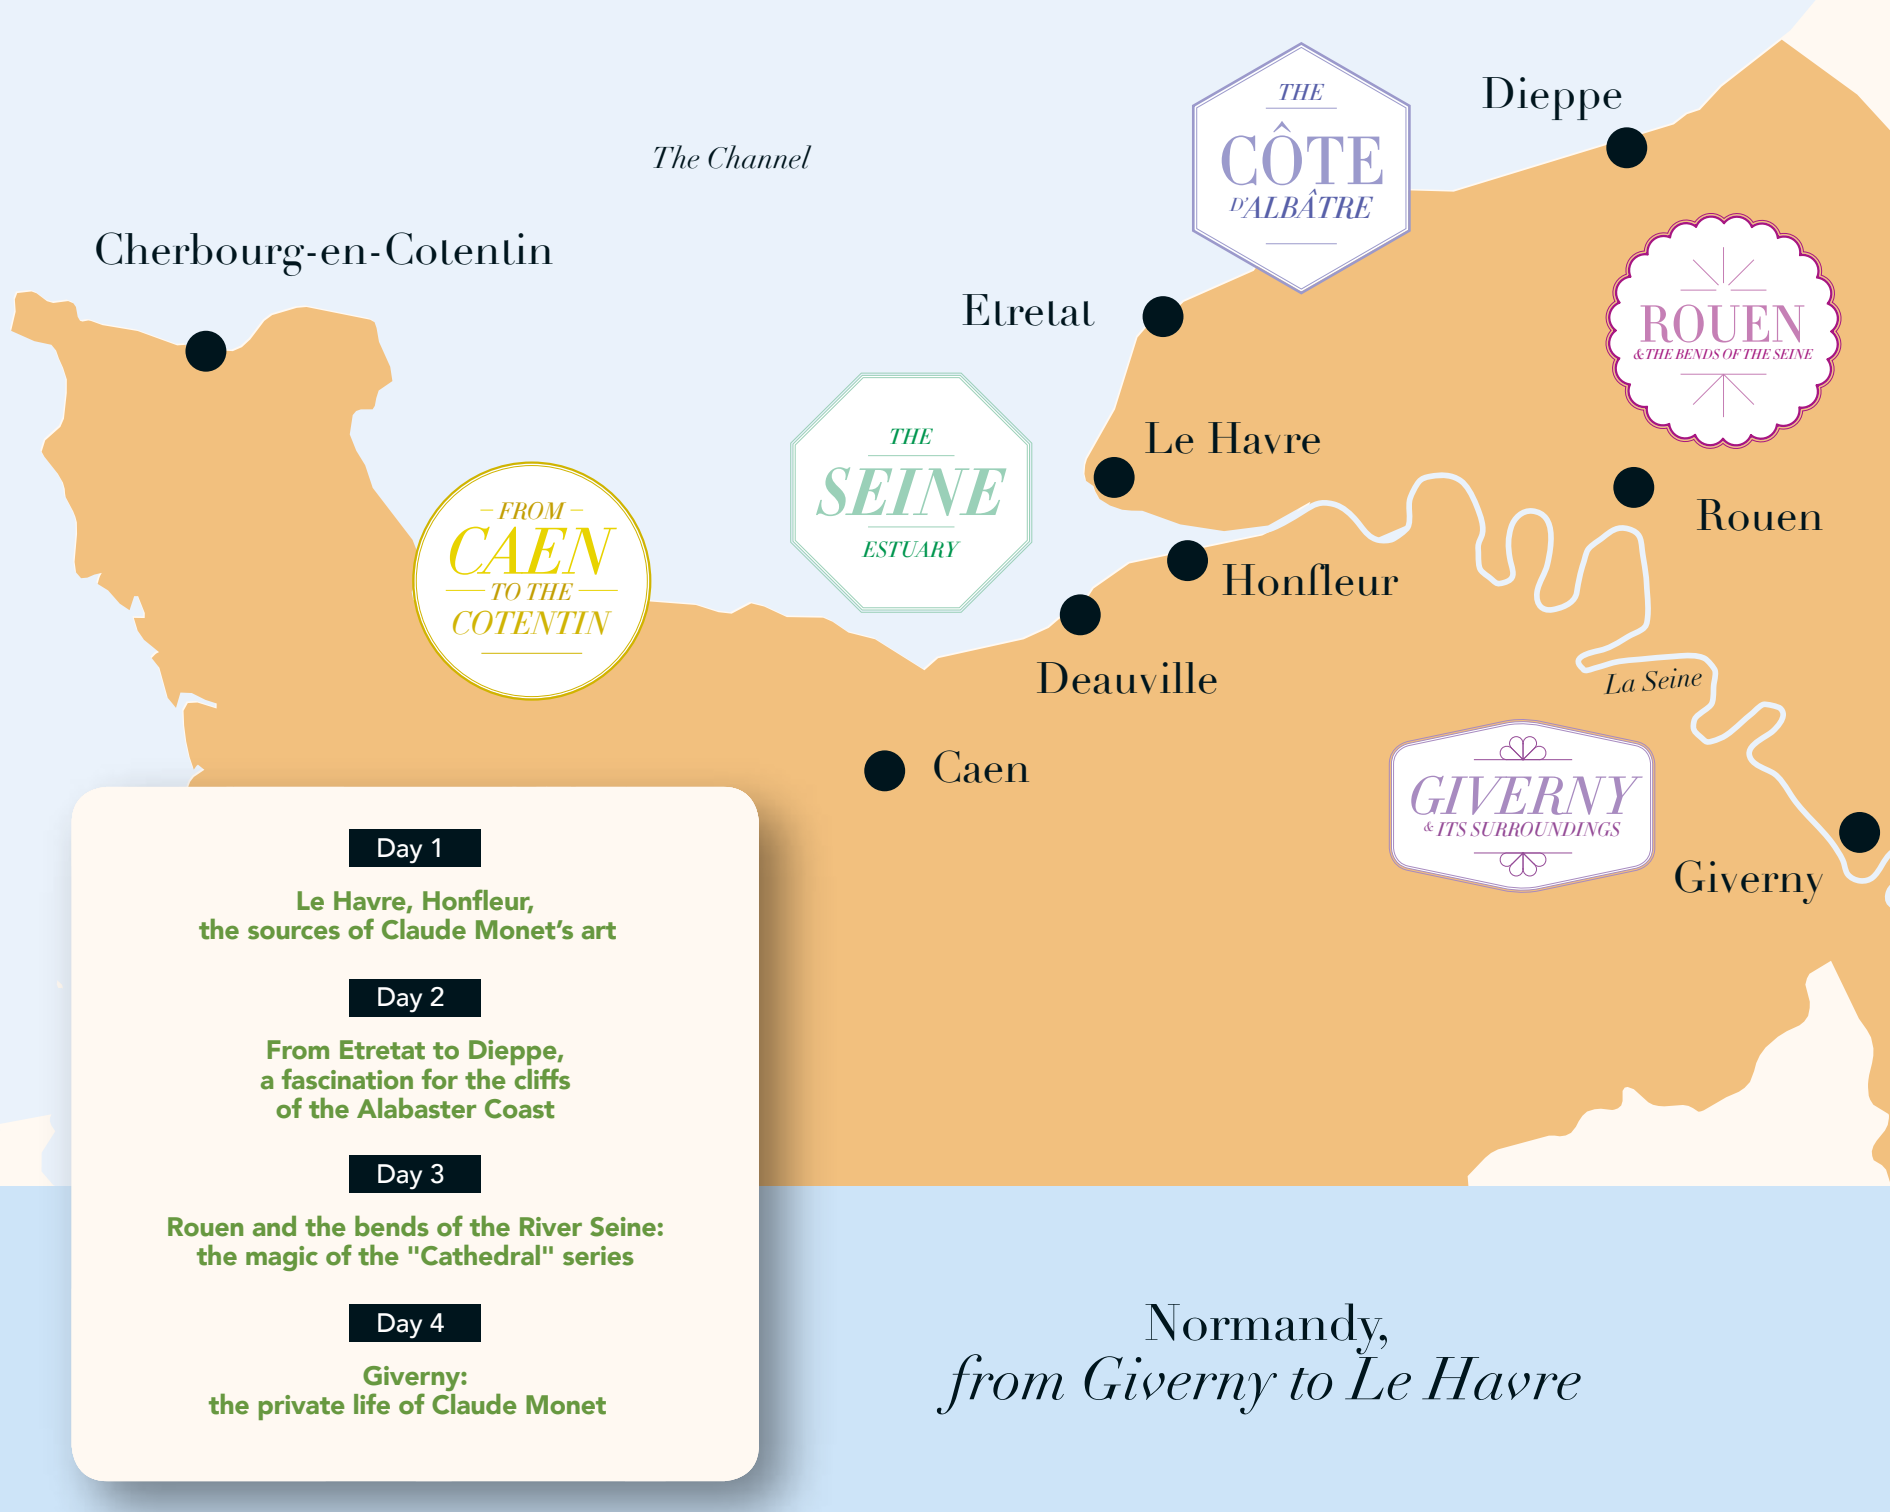 THE
CÔTE
D'ALBÂTRE
Dieppe
The Channel
Cherbourg-en-Cotentin
Etretat
ROUEN
& THE BENDS OF THE SEINE
THE
SEINE
ESTUARY
Le Havre
FROM
CAEN
TO THE
COTENTIN
Rouen
Honfleur
Deauville
La Seine
Caen
GIVERNY
& ITS SURROUNDINGS
Giverny
Day 1
Le Havre, Honfleur,
the sources of Claude Monet’s art
Day 2
From Etretat to Dieppe,
a fascination for the cliffs
of the Alabaster Coast
Day 3
Rouen and the bends of the River Seine:
the magic of the "Cathedral" series
Day 4
Giverny:
the private life of Claude Monet
Normandy,
from Giverny to Le Havre